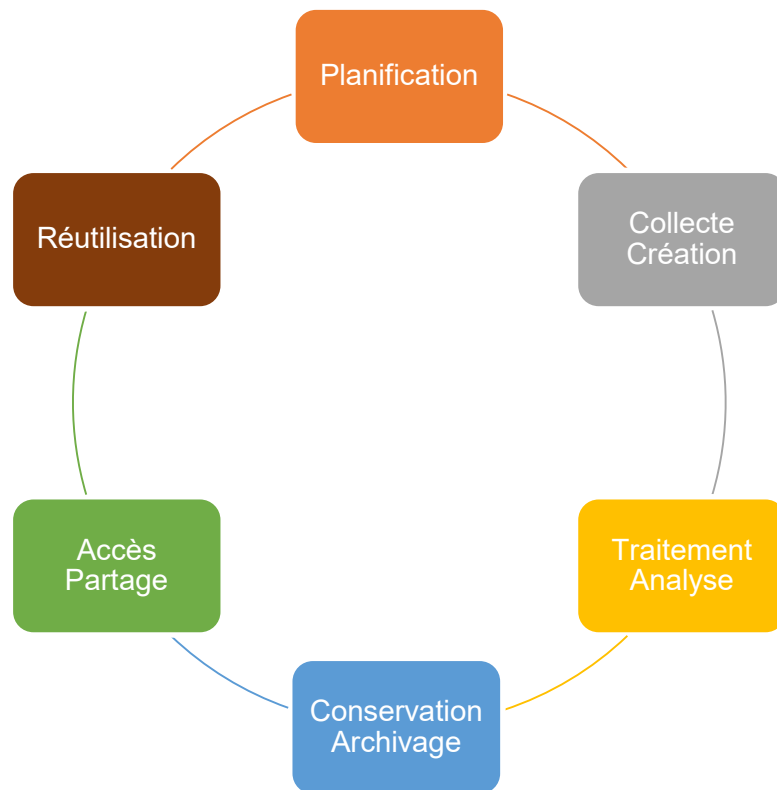 Planification
Collecte
Création
Traitement
Analyse
Conservation
Archivage
Accès
Partage
Réutilisation